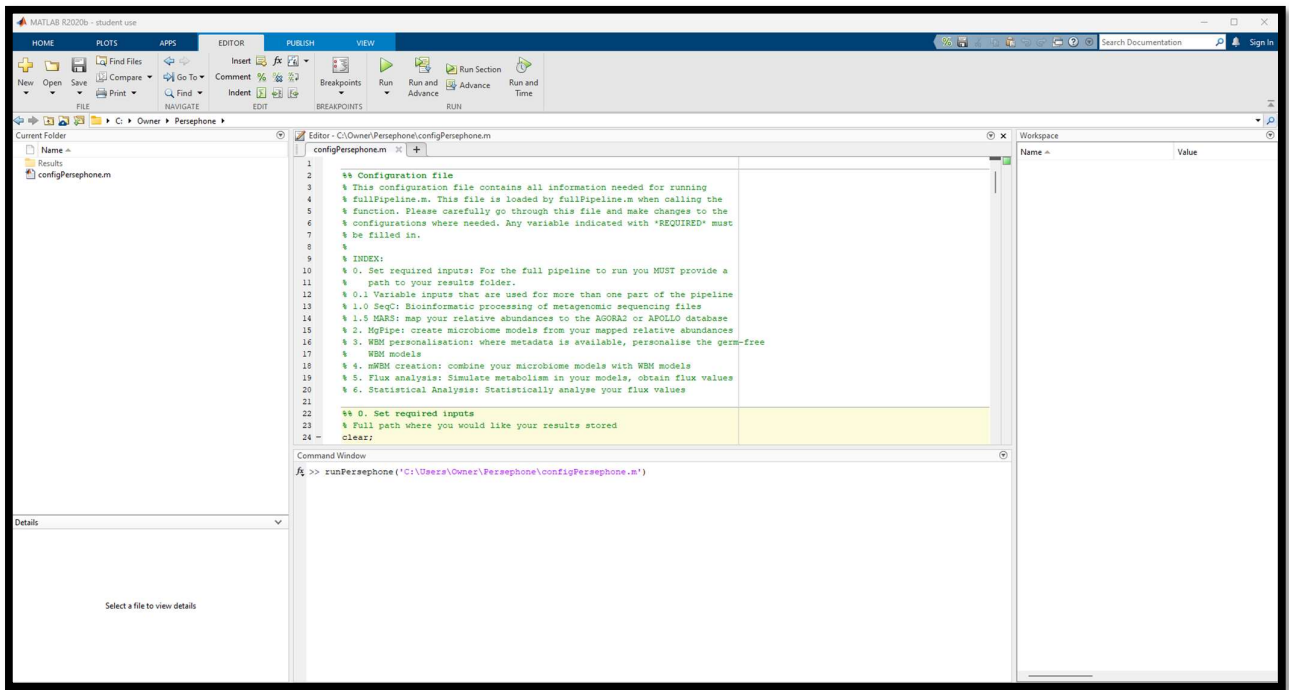 MATLAB R2020b - student use
HOME PLOTS APPS EDITOR PUBLISH VIEW
Search Documentation
Sign In
New Open Save
Find Files
Compare
Print
FILE
Go To
Find
NAVIGATE
Insert fx
Comment % %
Indent
EDIT
Breakpoints
BREAKPOINTS
Run
Run and Advance
Run Section
Advance
Run and Time
RUN
C: Owner Persephone
Current Folder
Name
Results
configPersephone.m
Details
Select a file to view details
Editor - C:\Owner\Persephone\configPersephone.m
configPersephone.m × +
1
2 %% Configuration file
3 % This configuration file contains all information needed for running
4 % fullPipeline.m. This file is loaded by fullPipeline.m when calling the
5 % function. Please carefully go through this file and make changes to the
6 % configurations where needed. Any variable indicated with *REQUIRED* must
7 % be filled in.
8 %
9 % INDEX:
10 % 0. Set required inputs: For the full pipeline to run you MUST provide a
11 % path to your results folder.
12 % 0.1 Variable inputs that are used for more than one part of the pipeline
13 % 1.0 SeqC: Bioinformatic processing of metagenomic sequencing files
14 % 1.5 MARS: map your relative abundances to the AGORA2 or APOLLO database
15 % 2. MgPipe: create microbiome models from your mapped relative abundances
16 % 3. WBM personalisation: where metadata is available, personalise the germ-free
17 % WBM models
18 % 4. mWBM creation: combine your microbiome models with WBM models
19 % 5. Flux analysis: Simulate metabolism in your models, obtain flux values
20 % 6. Statistical Analysis: Statistically analyse your flux values
21
22 %% 0. Set required inputs
23 % Full path where you would like your results stored
24 - clear;
Command Window
fx >> runPersephone('C:\Users\Owner\Persephone\configPersephone.m')
Workspace
Name Value